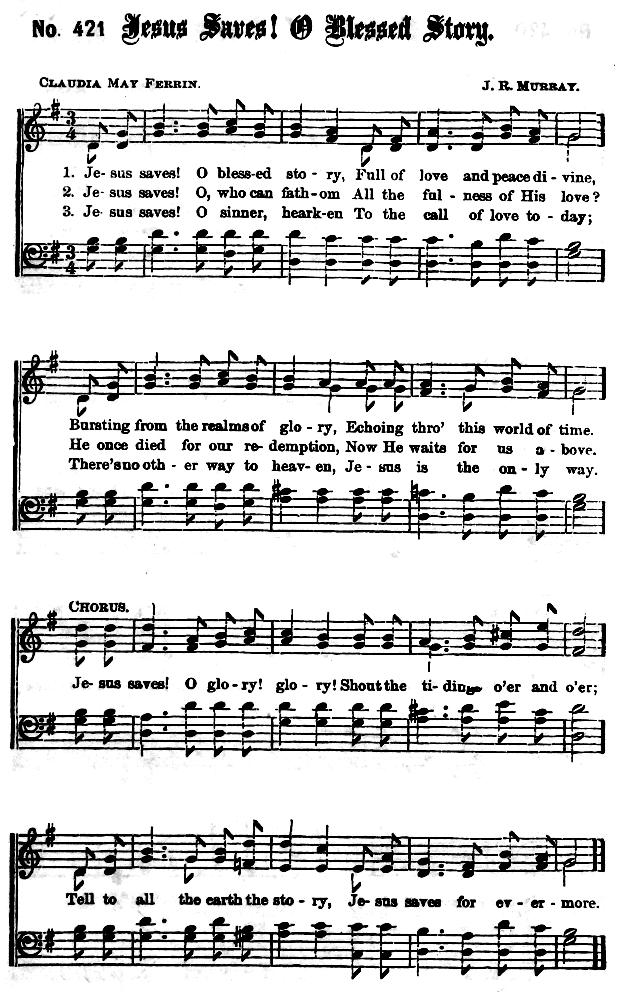 No. 421 Jesus Saves! O Blessed Story.
CLAUDIA MAY FERRIN. J. R. MURRAY.
1. Je- sus saves! O bless-ed sto - ry, Full of love and peace di - vine,
2. Je- sus saves! O, who can fath-om All the ful - ness of His love?
3. Je- sus saves! O sinner, heark-en To the call of love to - day;
Bursting from the realms of glo - ry, Echoing thro' this world of time.
He once died for our re- demption, Now He waits for us a - bove.
There's no oth - er way to heav- en, Je - sus is the on - ly way.
CHORUS.
Je- sus saves! O glo - ry! glo - ry! Shout the ti- dings o'er and o'er;
Tell to all the earth the sto - ry, Je- sus saves for ev - er - more.